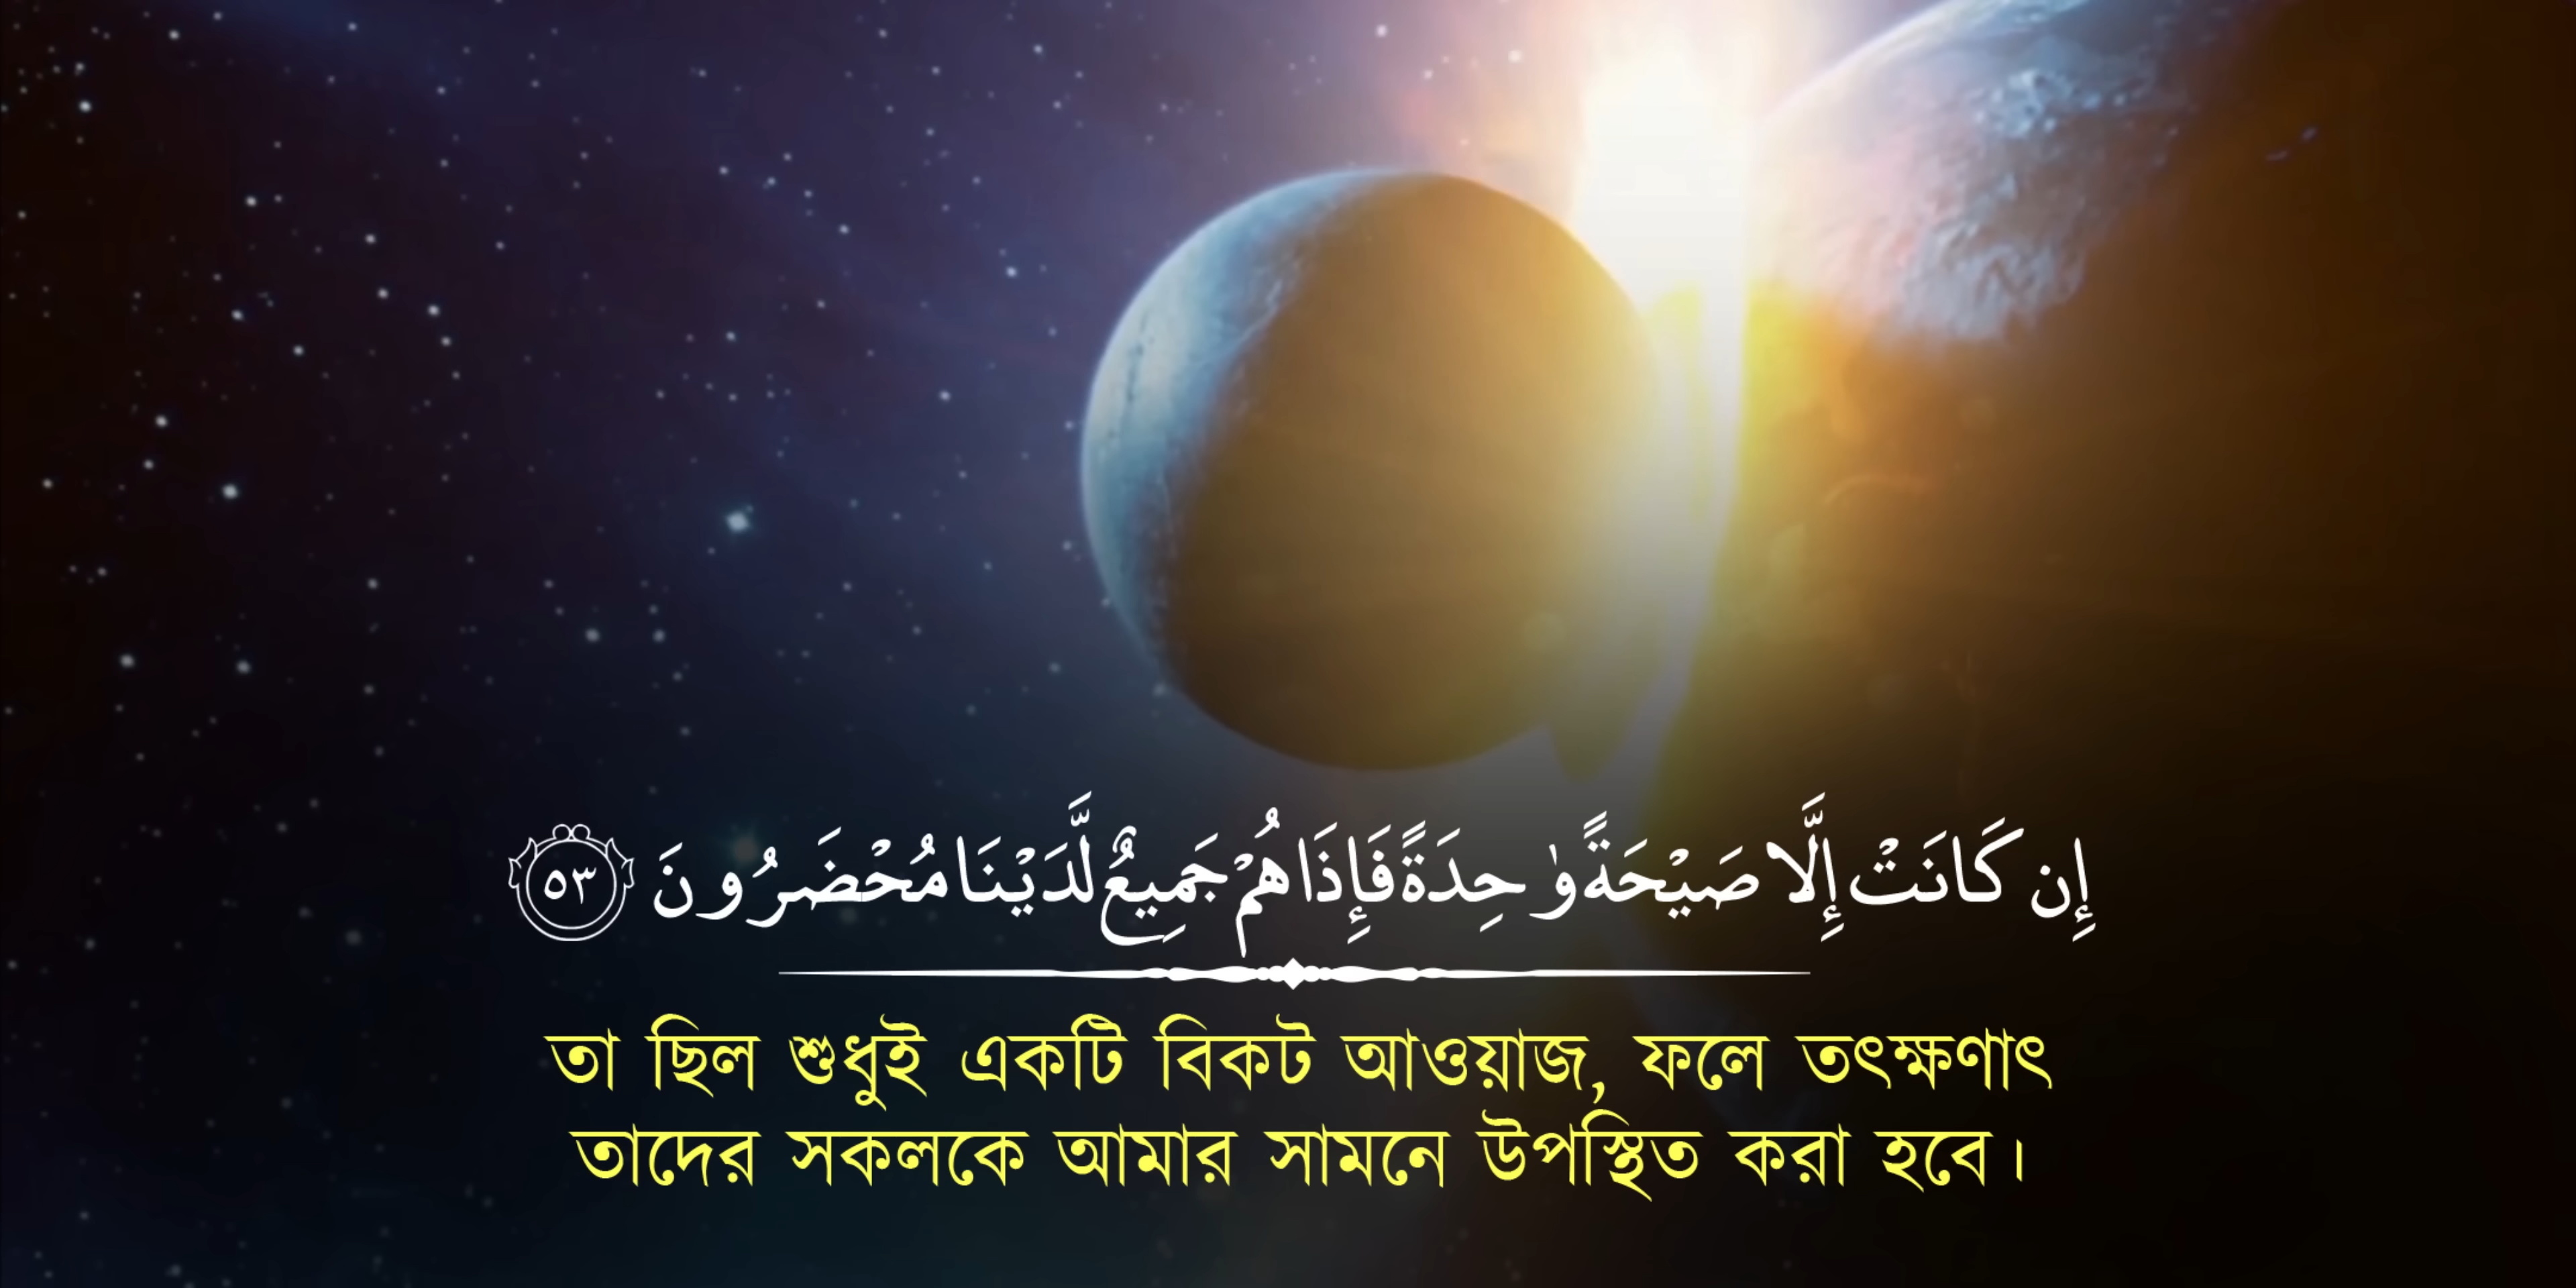 إِن كَانَتْ إِلَّا صَيْحَةً وٰحِدَةً فَإِذَا هُمْ جَمِيعٌ لَّدَيْنَا مُحْضَرُونَ ٥٣
তা ছিল শুধুই একটি বিকট আওয়াজ, ফলে তৎক্ষণাৎ
তাদের সকলকে আমার সামনে উপস্থিত করা হবে।